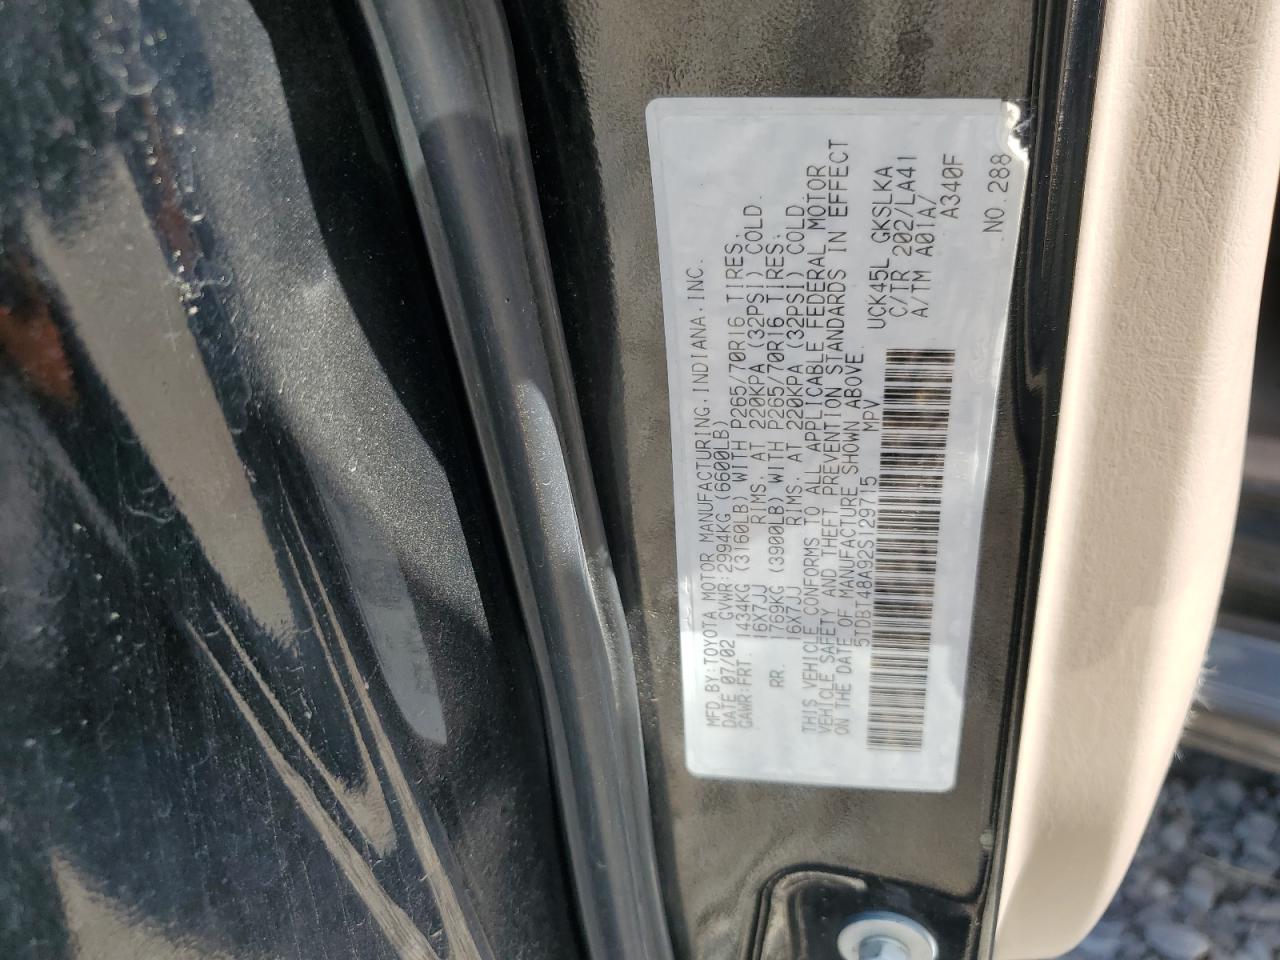 MFD BY:TOYOTA MOTOR MANUFACTURING,INDIANA,INC.
DATE 07/02 GVWR:2994KG (6600LB)
GAWR:FRT. 1434KG (3160LB) WITH P265/70R16 TIRES,
16X7JJ RIMS, AT 220KPA (32PSI) COLD.
RR. 1769KG (3900LB) WITH P265/70R16 TIRES,
16X7JJ RIMS, AT 220KPA (32PSI) COLD.
THIS VEHICLE CONFORMS TO ALL APPLICABLE FEDERAL MOTOR
VEHICLE SAFETY AND THEFT PREVENTION STANDARDS IN EFFECT
ON THE DATE OF MANUFACTURE SHOWN ABOVE.
5TDBT48A92S129715 MPV
UCK45L GKSLKA
C/TR 202/LA41
A/TM A01A/
A340F
NO.288